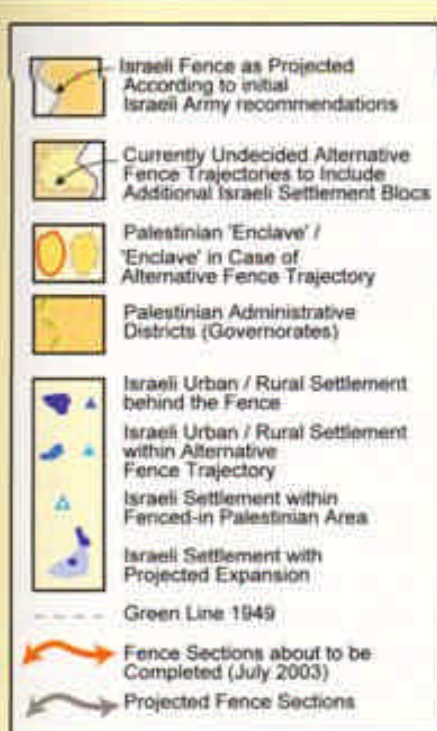 Israeli Fence as Projected
According to initial
Israeli Army recommendations
Currently Undecided Alternative
Fence Trajectories to Include
Additional Israeli Settlement Blocs
Palestinian 'Enclave' /
'Enclave' in Case of
Alternative Fence Trajectory
Palestinian Administrative
Districts (Governorates)
Israeli Urban / Rural Settlement
behind the Fence
Israeli Urban / Rural Settlement
within Alternative
Fence Trajectory
Israeli Settlement within
Fenced-in Palestinian Area
Israeli Settlement with
Projected Expansion
Green Line 1949
Fence Sections about to be
Completed (July 2003)
Projected Fence Sections